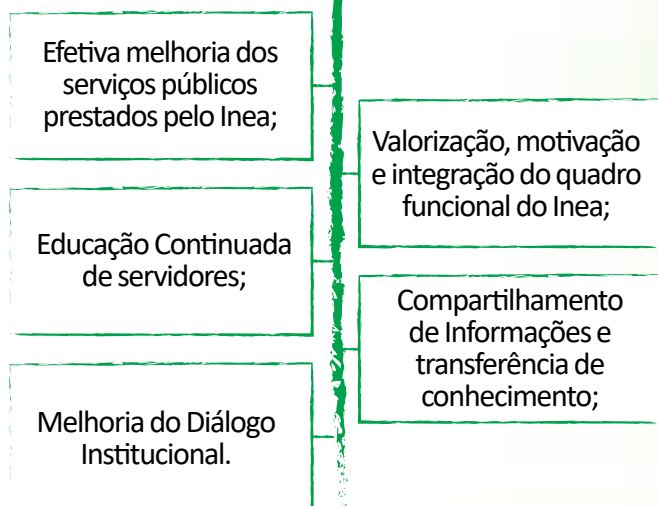 Efetiva melhoria dos
serviços públicos
prestados pelo Inea;
Valorização, motivação
e integração do quadro
funcional do Inea;
Educação Continuada
de servidores;
Compartilhamento
de Informações e
transferência de
conhecimento;
Melhoria do Diálogo
Institucional.